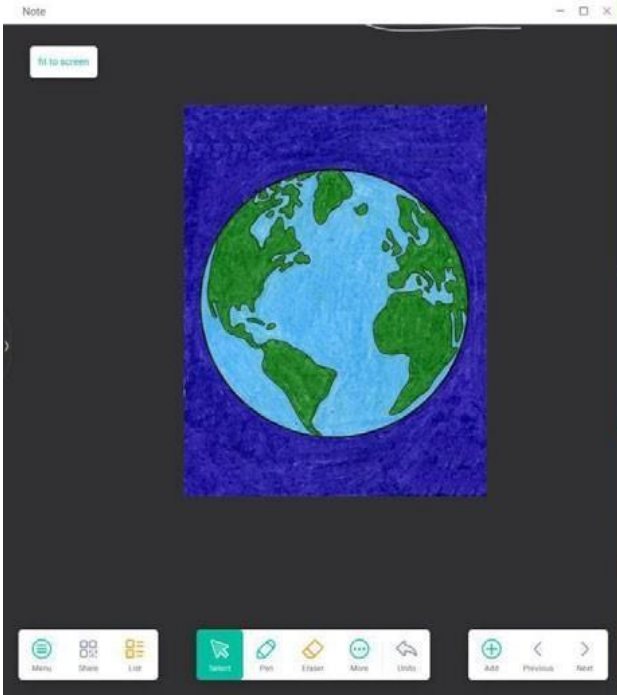 Note
fit to screen
Menu
Share
List
Select
Pen
Eraser
More
Undo
Add
Previous
Next